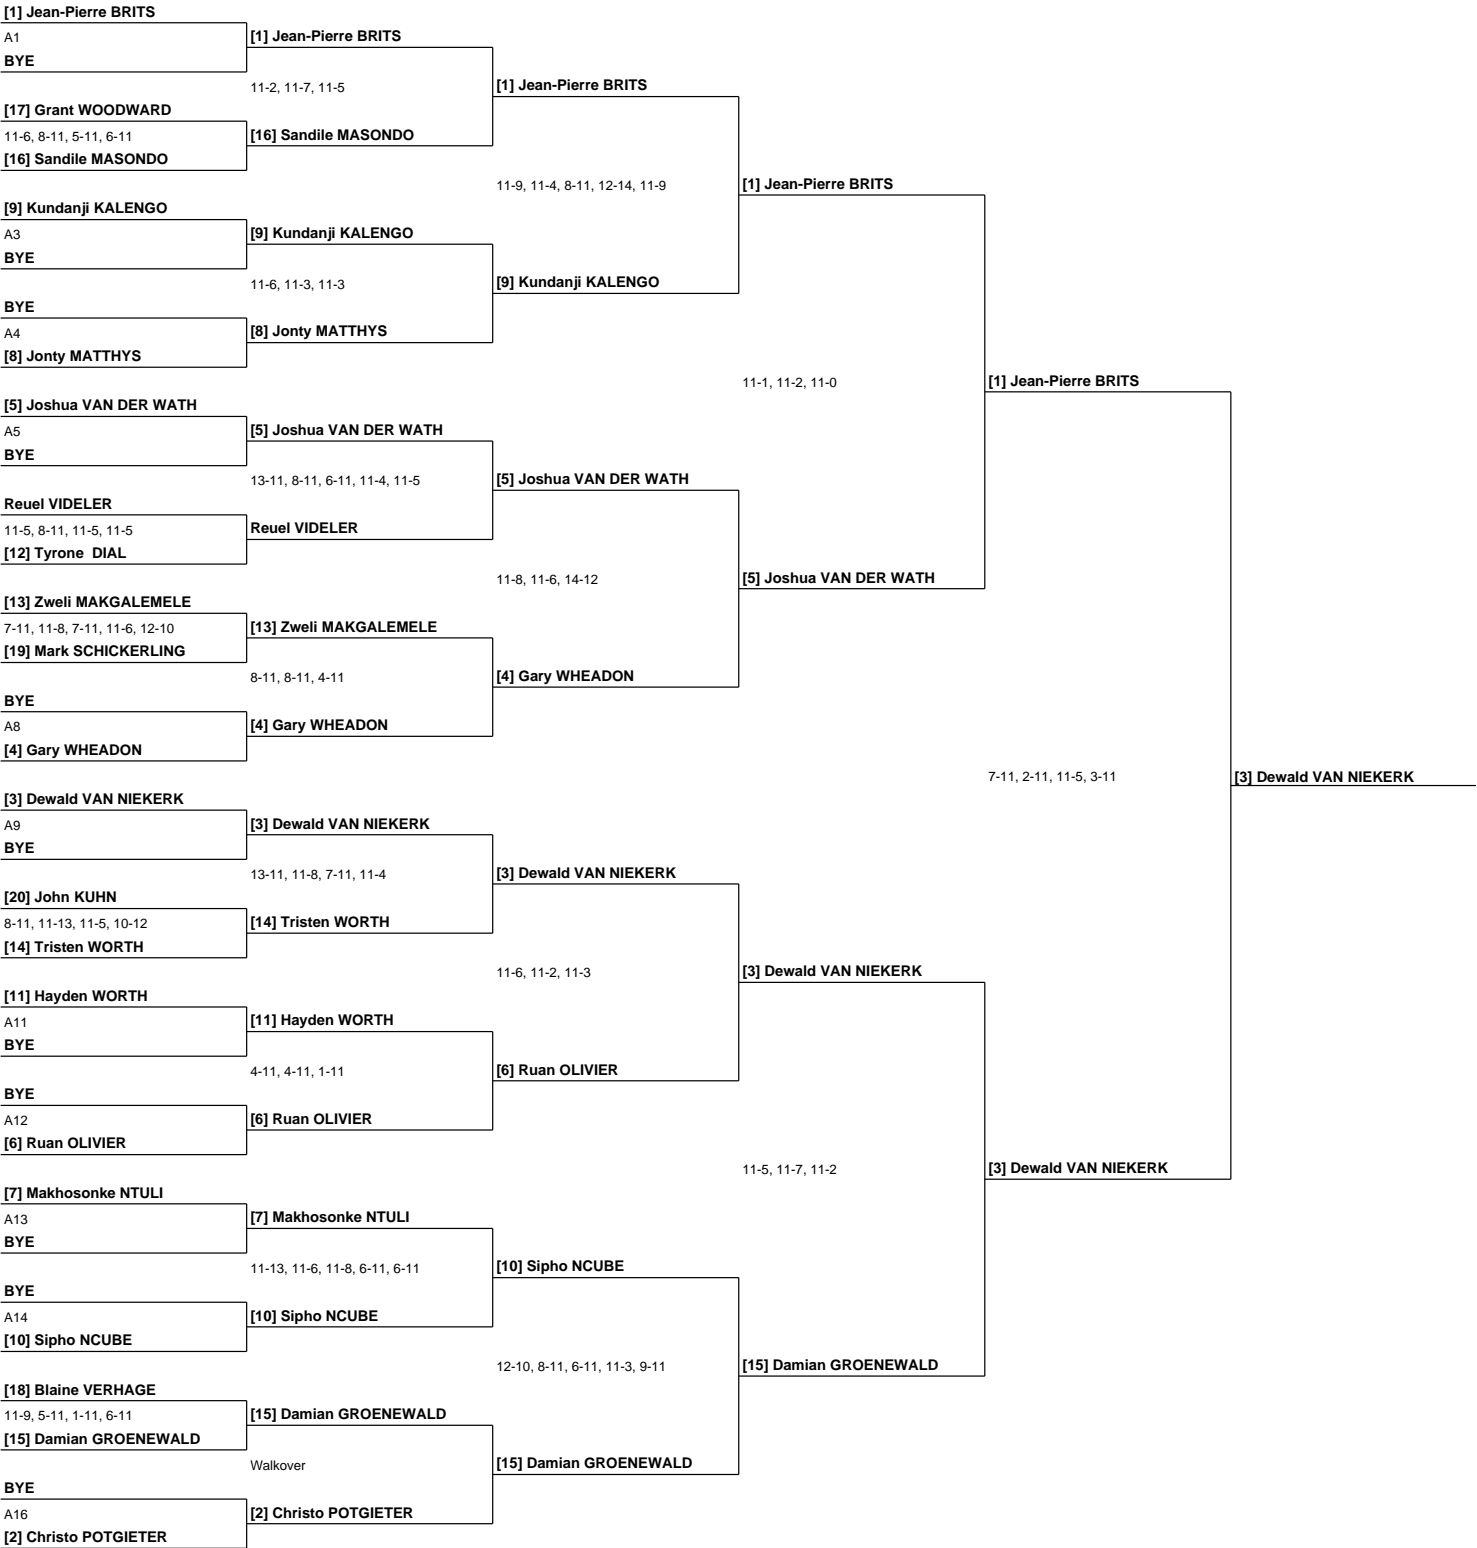 [1] Jean-Pierre BRITS
A1
BYE
[17] Grant WOODWARD
11-6, 8-11, 5-11, 6-11
[16] Sandile MASONDO
[9] Kundanji KALENGO
A3
BYE
BYE
A4
[8] Jonty MATTHYS
[5] Joshua VAN DER WATH
A5
BYE
Reuel VIDELER
11-5, 8-11, 11-5, 11-5
[12] Tyrone DIAL
[13] Zweli MAKGALEMELE
7-11, 11-8, 7-11, 11-6, 12-10
[19] Mark SCHICKERLING
BYE
A8
[4] Gary WHEADON
[3] Dewald VAN NIEKERK
A9
BYE
[20] John KUHN
8-11, 11-13, 11-5, 10-12
[14] Tristen WORTH
[11] Hayden WORTH
A11
BYE
BYE
A12
[6] Ruan OLIVIER
[7] Makhosonke NTULI
A13
BYE
BYE
A14
[10] Sipho NCUBE
[18] Blaine VERHAGE
11-9, 5-11, 1-11, 6-11
[15] Damian GROENEWALD
BYE
A16
[2] Christo POTGIETER
[1] Jean-Pierre BRITS
11-2, 11-7, 11-5
[16] Sandile MASONDO
[9] Kundanji KALENGO
11-6, 11-3, 11-3
[8] Jonty MATTHYS
[5] Joshua VAN DER WATH
13-11, 8-11, 6-11, 11-4, 11-5
Reuel VIDELER
[13] Zweli MAKGALEMELE
8-11, 8-11, 4-11
[4] Gary WHEADON
[3] Dewald VAN NIEKERK
13-11, 11-8, 7-11, 11-4
[14] Tristen WORTH
[11] Hayden WORTH
4-11, 4-11, 1-11
[6] Ruan OLIVIER
[7] Makhosonke NTULI
11-13, 11-6, 11-8, 6-11, 6-11
[10] Sipho NCUBE
[15] Damian GROENEWALD
Walkover
[2] Christo POTGIETER
[1] Jean-Pierre BRITS
11-9, 11-4, 8-11, 12-14, 11-9
[9] Kundanji KALENGO
[5] Joshua VAN DER WATH
11-8, 11-6, 14-12
[4] Gary WHEADON
[3] Dewald VAN NIEKERK
11-6, 11-2, 11-3
[6] Ruan OLIVIER
[10] Sipho NCUBE
12-10, 8-11, 6-11, 11-3, 9-11
[15] Damian GROENEWALD
[1] Jean-Pierre BRITS
11-1, 11-2, 11-0
[5] Joshua VAN DER WATH
[3] Dewald VAN NIEKERK
11-5, 11-7, 11-2
[15] Damian GROENEWALD
[1] Jean-Pierre BRITS
7-11, 2-11, 11-5, 3-11
[3] Dewald VAN NIEKERK
[3] Dewald VAN NIEKERK